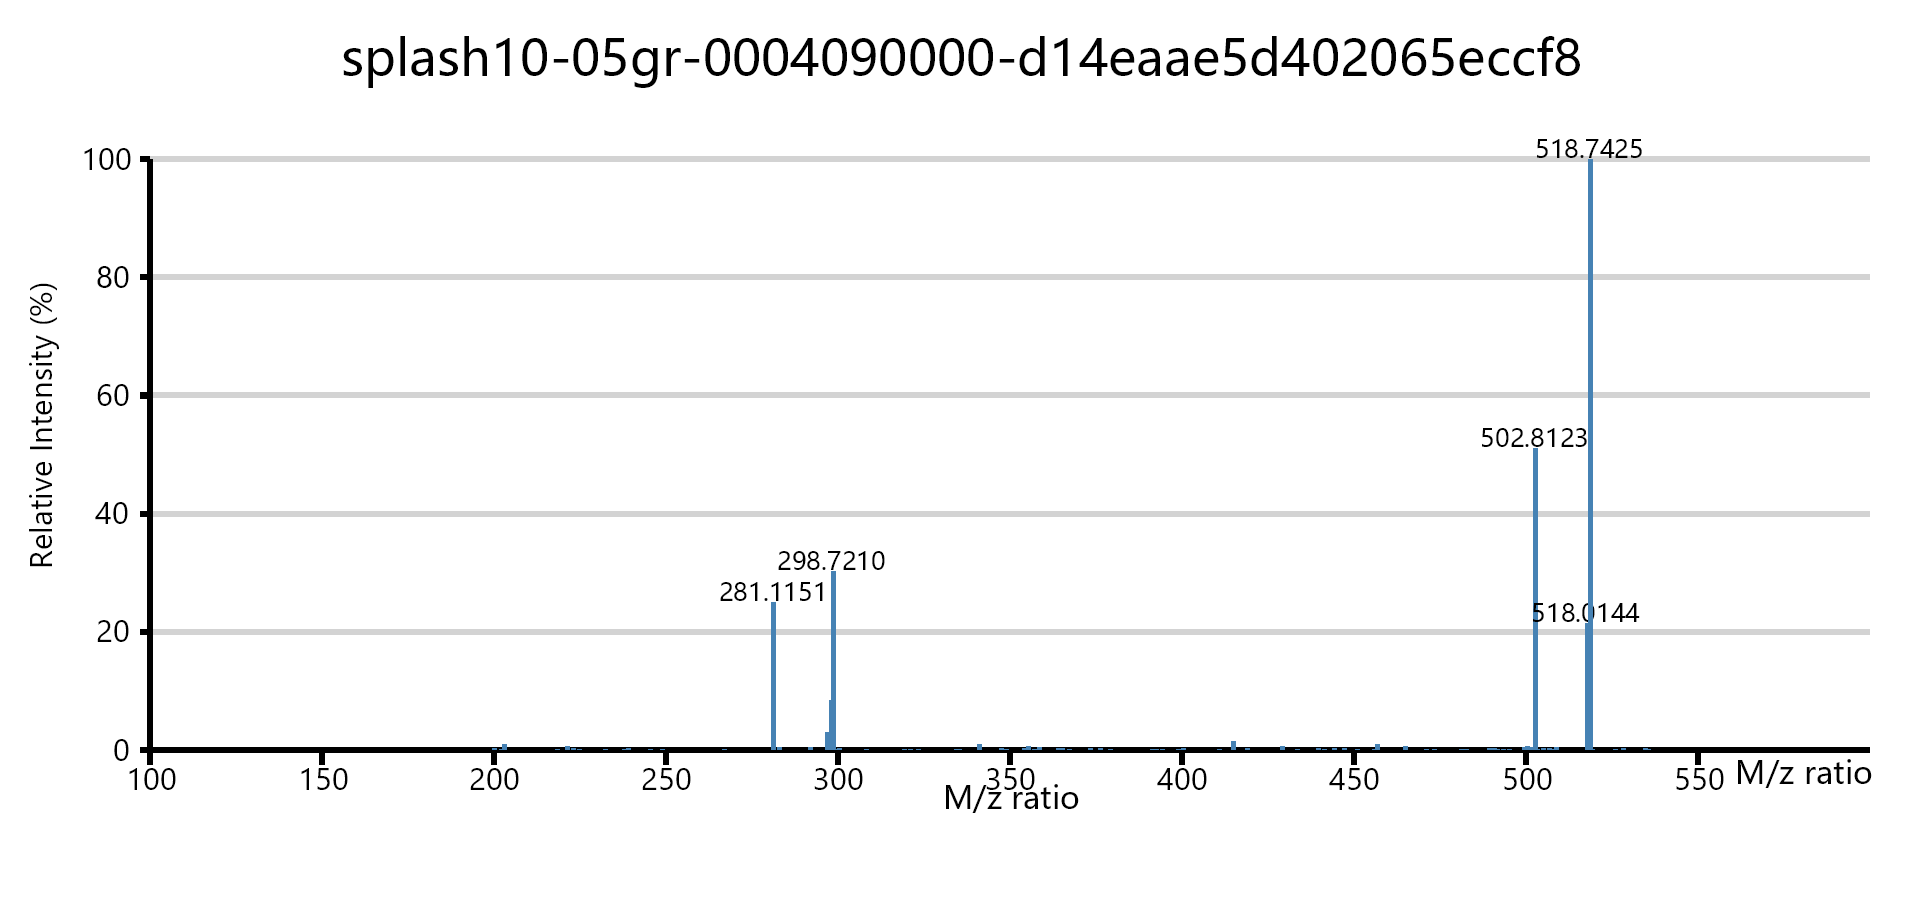 splash10-05gr-0004090000-d14eaae5d402065eccf8
Relative Intensity (%)
100
80
60
40
20
0
518.7425
502.8123
518.0144
298.7210
281.1151
100 150 200 250 300 350 400 450 500 550
M/z ratio
M/z ratio